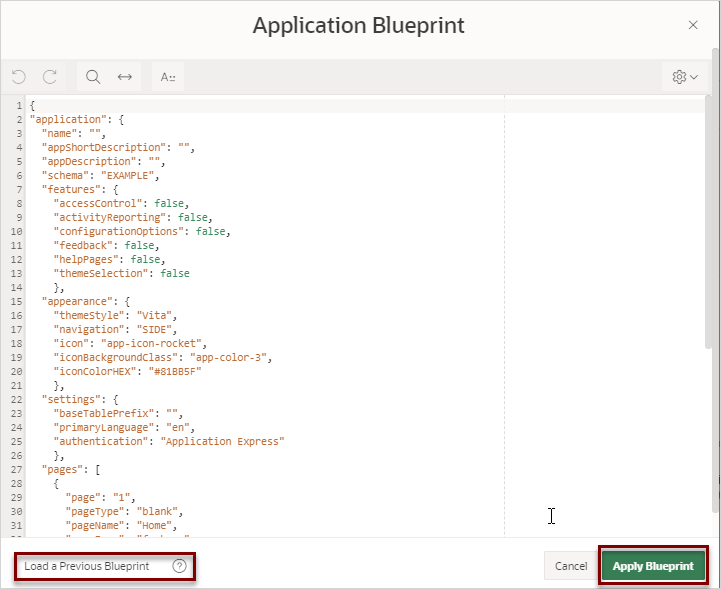 Application Blueprint
A
1 {
2 "application": {
3 "name": "",
4 "appShortDescription": "",
5 "appDescription": "",
6 "schema": "EXAMPLE",
7 "features": {
8 "accessControl": false,
9 "activityReporting": false,
10 "configurationOptions": false,
11 "feedback": false,
12 "helpPages": false,
13 "themeSelection": false
14 },
15 "appearance": {
16 "themeStyle": "Vita",
17 "navigation": "SIDE",
18 "icon": "app-icon-rocket",
19 "iconBackgroundClass": "app-color-3",
20 "iconColorHEX": "#81BB5F"
21 },
22 "settings": {
23 "baseTablePrefix": "",
24 "primaryLanguage": "en",
25 "authentication": "Application Express"
26 },
27 "pages": [
28 {
29 "page": "1",
30 "pageType": "blank",
31 "pageName": "Home",
Load a Previous Blueprint ?
Cancel
Apply Blueprint